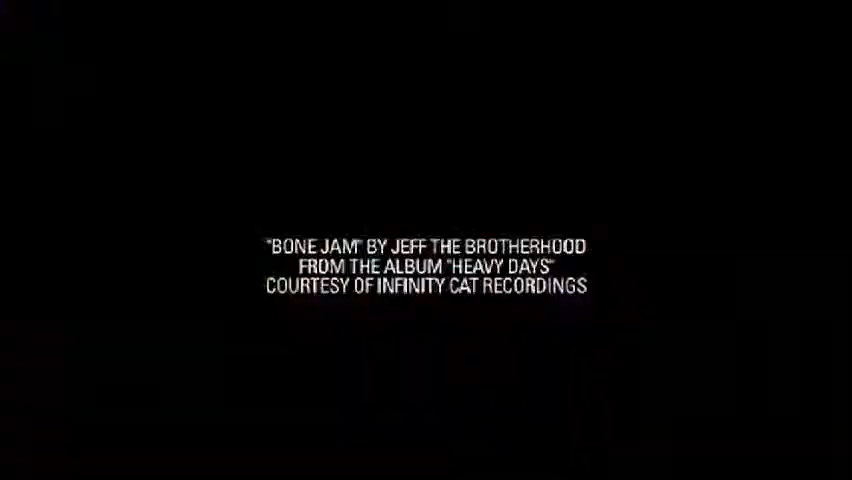 "BONE JAM" BY JEFF THE BROTHERHOOD
FROM THE ALBUM "HEAVY DAYS"
COURTESY OF INFINITY CAT RECORDINGS